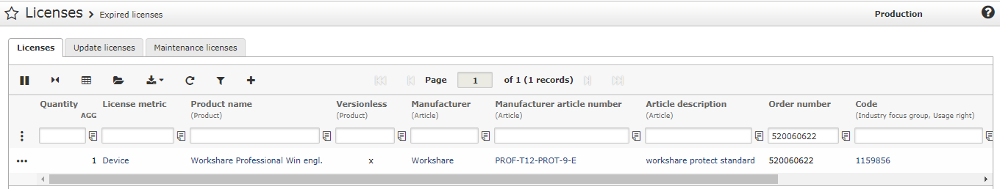 Licenses > Expired licenses Production ?
Licenses Update licenses Maintenance licenses
Page 1 of 1 (1 records)
Quantity License metric Product name Versionless Manufacturer Manufacturer article number Article description Order number Code
AGG (Product) (Product) (Article) (Article) (Article) (Industry focus group, Usage right)
520060622
1 Device Workshare Professional Win engl. x Workshare PROF-T12-PROT-9-E workshare protect standard 520060622 1159856